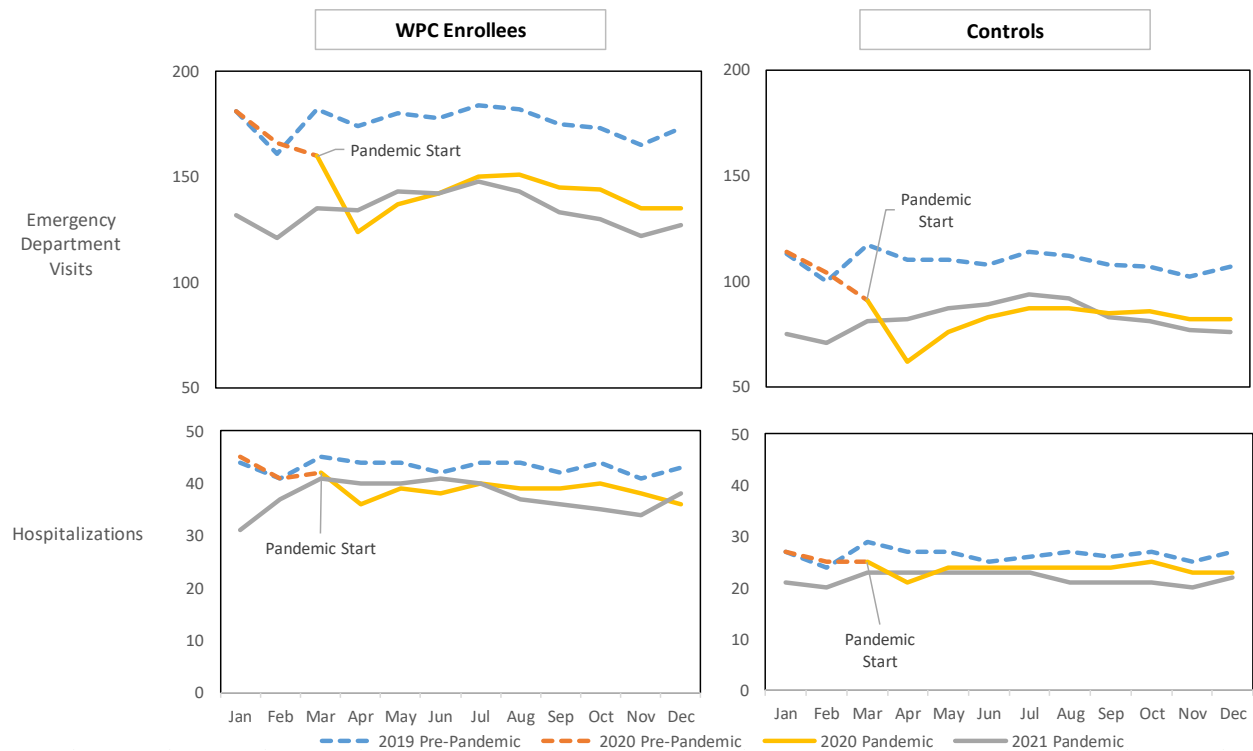 WPC Enrollees
Controls
Emergency
Department
Visits
200
150
100
50
Pandemic Start
200
150
100
50
Pandemic
Start
Hospitalizations
50
40
30
20
10
0
Pandemic Start
Jan Feb Mar Apr May Jun Jul Aug Sep Oct Nov Dec
50
40
30
20
10
0
Pandemic
Start
Jan Feb Mar Apr May Jun Jul Aug Sep Oct Nov Dec
2019 Pre-Pandemic 2020 Pre-Pandemic 2020 Pandemic 2021 Pandemic